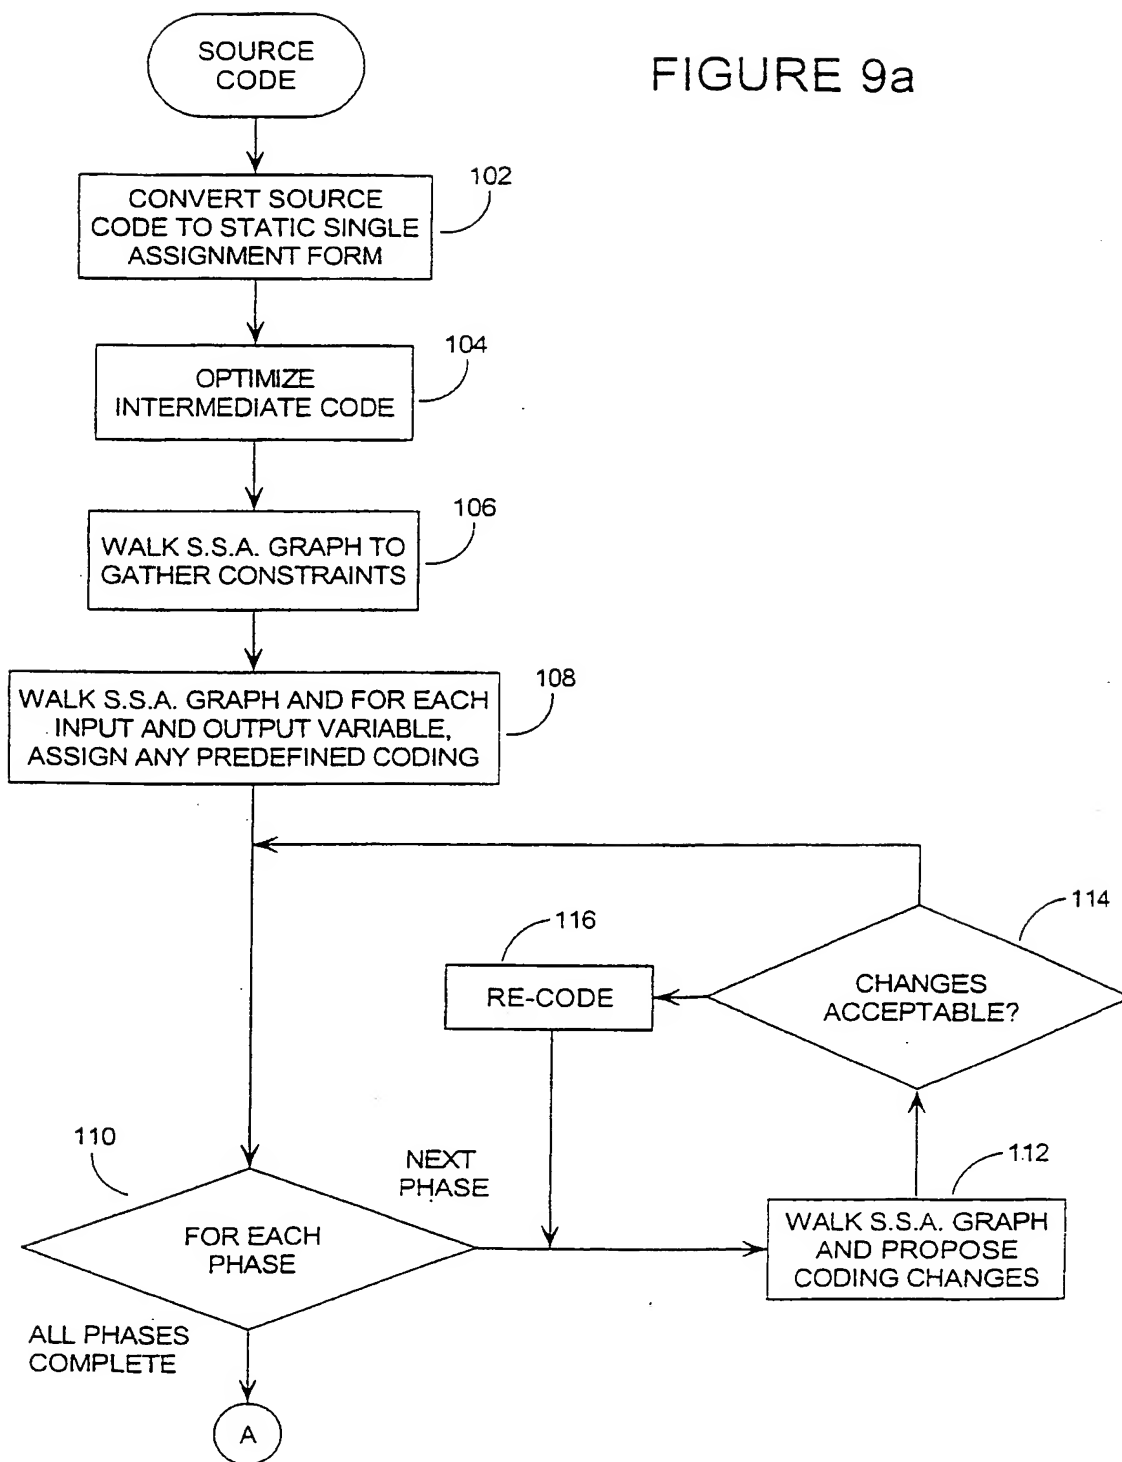 FIGURE 9a
SOURCE
CODE
102
CONVERT SOURCE
CODE TO STATIC SINGLE
ASSIGNMENT FORM
104
OPTIMIZE
INTERMEDIATE CODE
106
WALK S.S.A. GRAPH TO
GATHER CONSTRAINTS
108
WALK S.S.A. GRAPH AND FOR EACH
INPUT AND OUTPUT VARIABLE,
ASSIGN ANY PREDEFINED CODING
114
CHANGES
ACCEPTABLE?
116
RE-CODE
110
FOR EACH
PHASE
NEXT
PHASE
112
WALK S.S.A. GRAPH
AND PROPOSE
CODING CHANGES
ALL PHASES
COMPLETE
A